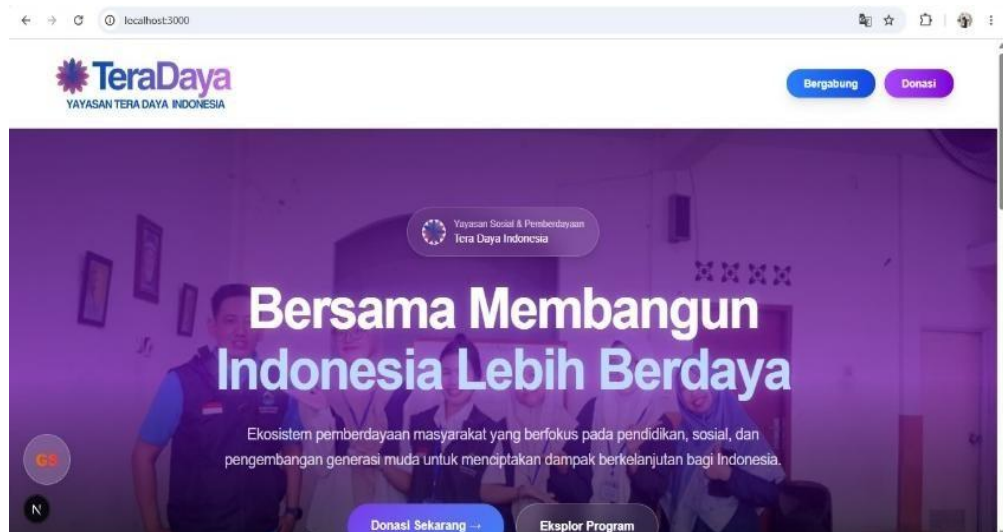 localhost:3000
TeraDaya
YAYASAN TERA DAYA INDONESIA
Bergabung
Donasi
Yayasan Sosial & Pemberdayaan
Tera Daya Indonesia
Bersama Membangun
Indonesia Lebih Berdaya
Ekosistem pemberdayaan masyarakat yang berfokus pada pendidikan, sosial, dan
pengembangan generasi muda untuk menciptakan dampak berkelanjutan bagi Indonesia.
GS
N
Donasi Sekarang →
Eksplor Program